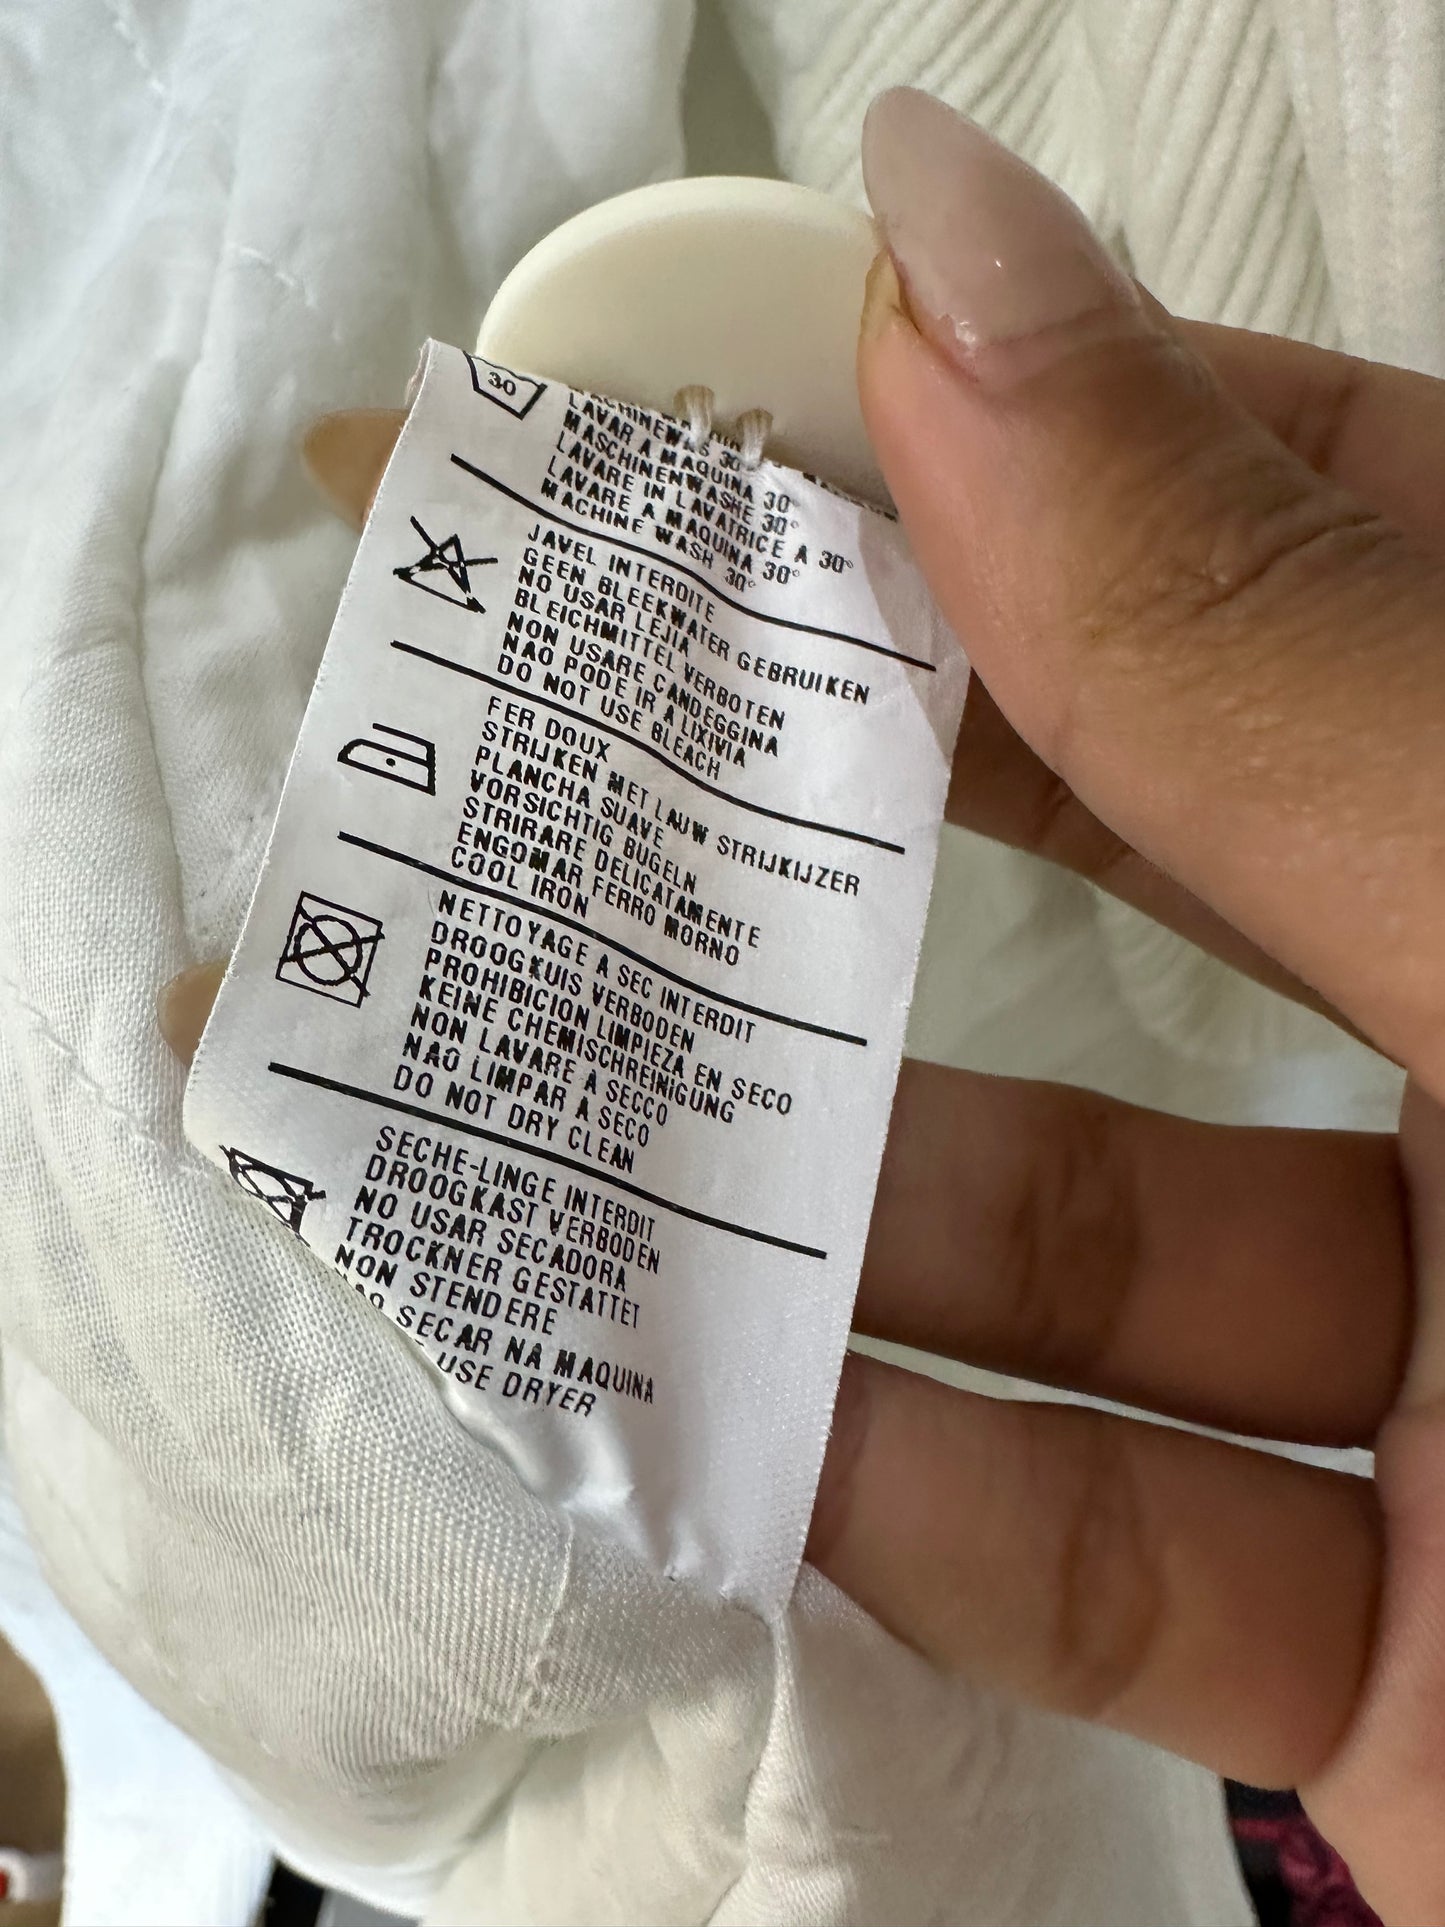 30
MACHINEWAS 30°
LAVAR A MAQUINA 30°
MASCHINENWASHE 30°
LAVARE IN LAVATRICE A 30°
LAVARE A MAQUINA 30°
MACHINE WASH 30°
JAVEL INTERDITE
GEEN BLEEKWATER GEBRUIKEN
NO USAR LEJIA
BLEICHMITTEL VERBOTEN
NON USARE CANDEGGINA
NAO PODE IR A LIXIVIA
DO NOT USE BLEACH
FER DOUX
STRIJKEN MET LAUW STRIJKIJZER
PLANCHA SUAVE
VORSICHTIG BUGELN
STRIRARE DELICATAMENTE
ENGOMAR FERRO MORNO
COOL IRON
NETTOYAGE A SEC INTERDIT
DROOGKUIS VERBODEN
PROHIBICION LIMPIEZA EN SECO
KEINE CHEMISCHREINIGUNG
NON LAVARE A SECCO
NAO LIMPAR A SECO
DO NOT DRY CLEAN
SECHE-LINGE INTERDIT
DROOGKAST VERBODEN
NO USAR SECADORA
TROCKNER GESTATTET
NON STENDERE
NAO SECAR NA MAQUINA
USE DRYER